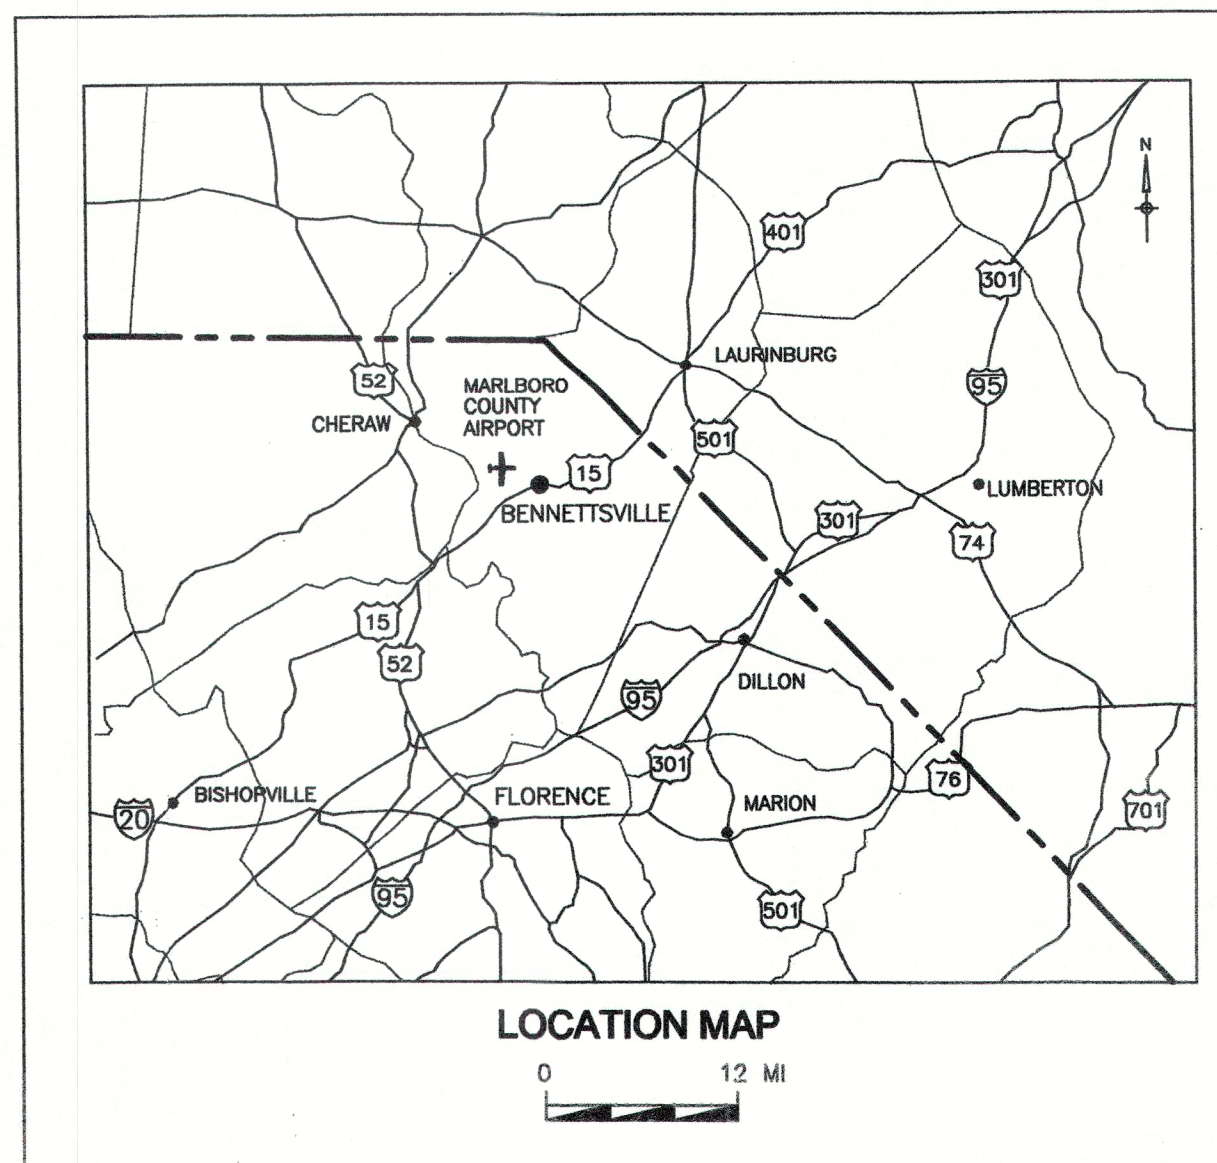 N
401
301
LAURINBURG
52
MARLBORO
COUNTY
AIRPORT
95
CHERAW
501
15
LUMBERTON
BENNETTSVILLE
301
74
15
52
DILLON
95
301
76
BISHOPVILLE
FLORENCE
MARION
20
701
95
501
LOCATION MAP
0 12 MI